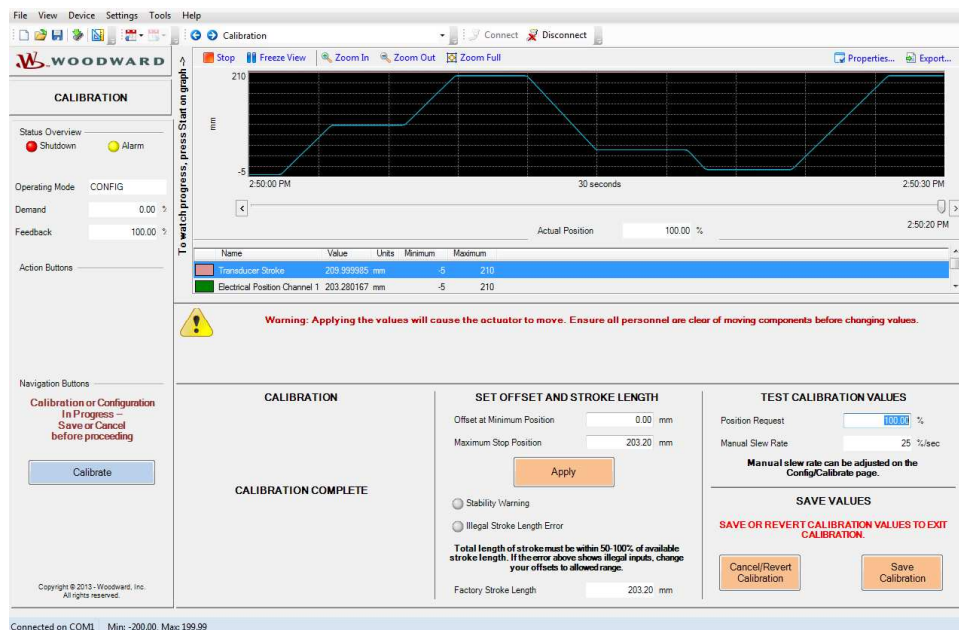 File View Device Settings Tools Help
Calibration
Connect Disconnect
WOODWARD
CALIBRATION
Status Overview
Shutdown Alarm
Operating Mode CONFIG
Demand 0.00 %
Feedback 100.00 %
Action Buttons
Navigation Buttons
Calibration or Configuration
In Progress –
Save or Cancel
before proceeding
Calibrate
Copyright © 2013 - Woodward, Inc.
All rights reserved.
To watch progress, press Start on graph ->
Stop Freeze View Zoom In Zoom Out Zoom Full Properties... Export...
210
mm
-5
2:50:00 PM 30 seconds 2:50:30 PM
2:50:20 PM
Actual Position 100.00 %
Name Value Units Minimum Maximum
Transducer Stroke 209.999985 mm -5 210
Electrical Position Channel 1 203.280167 mm -5 210
Warning: Applying the values will cause the actuator to move. Ensure all personnel are clear of moving components before changing values.
CALIBRATION
CALIBRATION COMPLETE
SET OFFSET AND STROKE LENGTH
Offset at Minimum Position 0.00 mm
Maximum Stop Position 203.20 mm
Apply
Stability Warning
Illegal Stroke Length Error
Total length of stroke must be within 50-100% of available
stroke length. If the error above shows illegal inputs, change
your offsets to allowed range.
Factory Stroke Length 203.20 mm
TEST CALIBRATION VALUES
Position Request 100.00 %
Manual Slew Rate 25 %/sec
Manual slew rate can be adjusted on the
Config/Calibrate page.
SAVE VALUES
SAVE OR REVERT CALIBRATION VALUES TO EXIT
CALIBRATION.
Cancel/Revert
Calibration
Save
Calibration
Connected on COM1 Min: -200.00, Max: 199.99